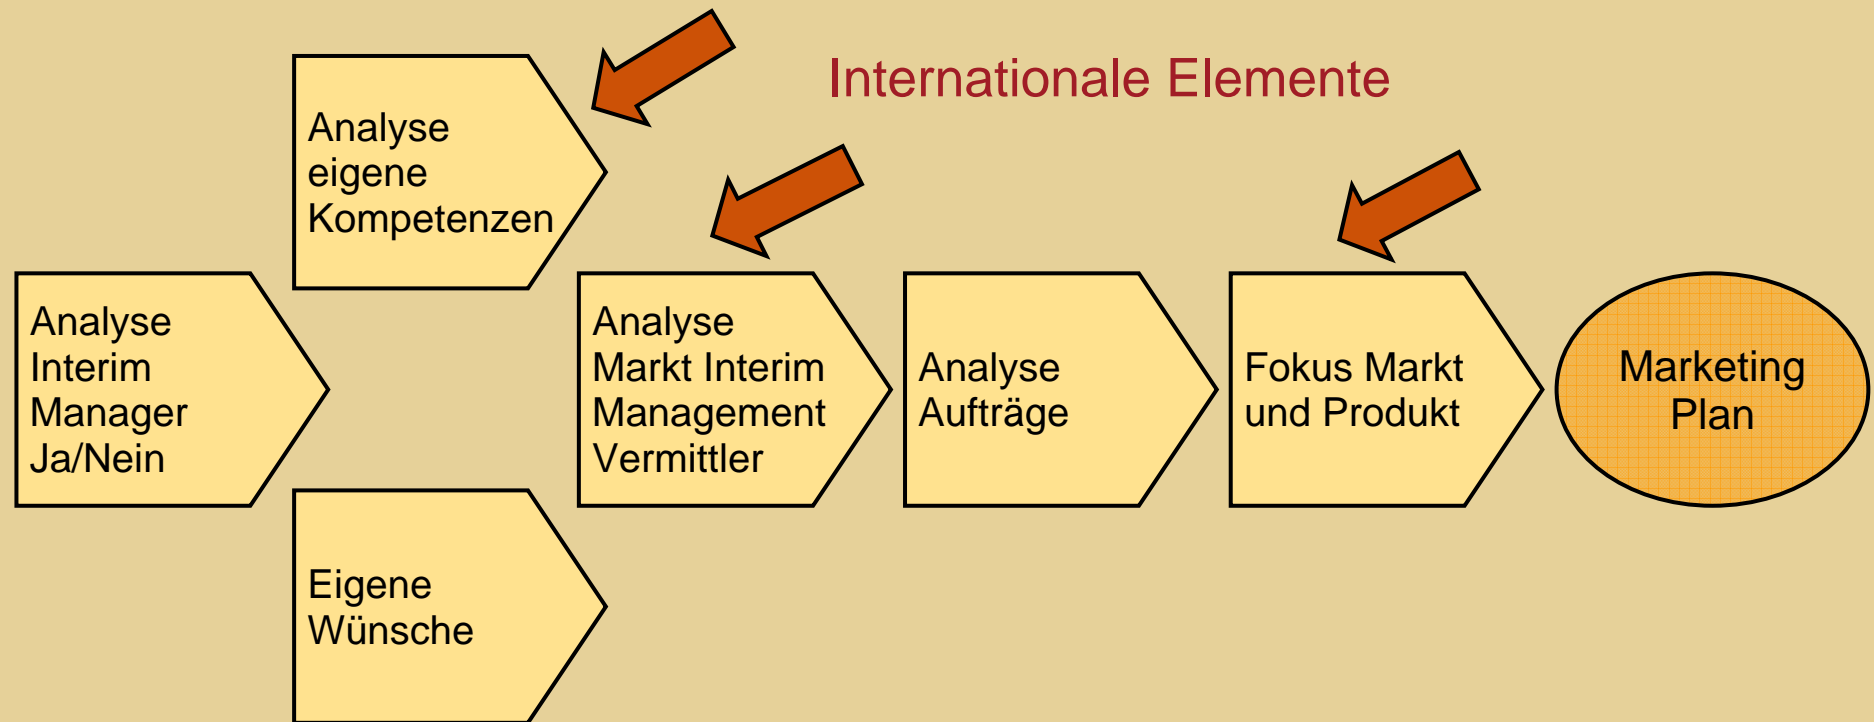 Internationale Elemente
Analyse
eigene
Kompetenzen
Analyse
Interim
Manager
Ja/Nein
Eigene
Wünsche
Analyse
Markt Interim
Management
Vermittler
Analyse
Aufträge
Fokus Markt
und Produkt
Marketing
Plan